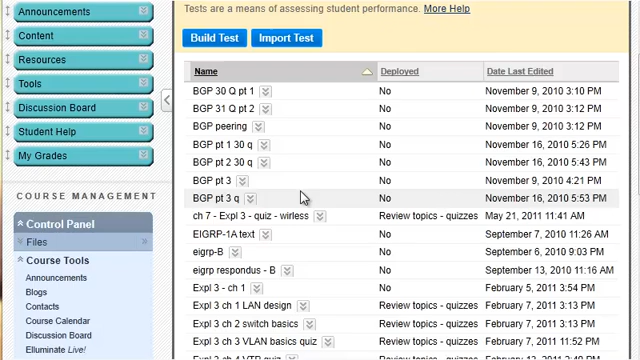 Announcements
Content
Resources
Tools
Discussion Board
Student Help
My Grades
COURSE MANAGEMENT
Control Panel
Files
Course Tools
Announcements
Blogs
Contacts
Course Calendar
Discussion Board
Elluminate Live!
Tests are a means of assessing student performance. More Help
Build Test Import Test
Name Deployed Date Last Edited
BGP 30 Q pt 1 No November 9, 2010 3:10 PM
BGP 31 Q pt 2 No November 9, 2010 3:12 PM
BGP peering No November 9, 2010 3:12 PM
BGP pt 1 30 q No November 16, 2010 5:26 PM
BGP pt 2 30 q No November 16, 2010 5:43 PM
BGP pt 3 No November 9, 2010 4:21 PM
BGP pt 3 q No November 16, 2010 5:53 PM
ch 7 - Expl 3 - quiz - wirless Review topics - quizzes May 21, 2011 11:41 AM
EIGRP-1A text No September 7, 2010 11:26 AM
eigrp-B No September 6, 2010 9:03 PM
eigrp respondus - B No September 13, 2010 11:16 AM
Expl 3 - ch 1 No February 5, 2011 3:54 PM
Expl 3 ch 1 LAN design Review topics - quizzes February 7, 2011 3:13 PM
Expl 3 ch 2 switch basics Review topics - quizzes February 7, 2011 3:13 PM
Expl 3 ch 3 VLAN basics quiz Review topics - quizzes February 7, 2011 11:52 PM
Expl 3 ch 4 VTP quiz Review topics - quizzes